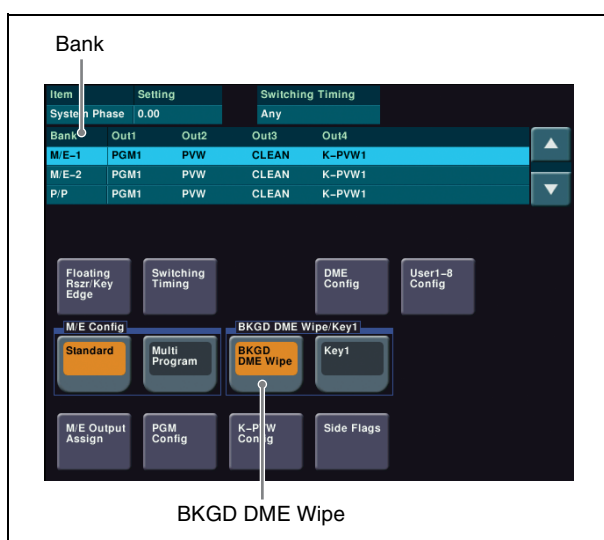 Bank
Item Setting Switching Timing
System Phase 0.00 Any
Bank Out1 Out2 Out3 Out4
M/E-1 PGM1 PVW CLEAN K-PVW1
M/E-2 PGM1 PVW CLEAN K-PVW1
P/P PGM1 PVW CLEAN K-PVW1
Floating Rszr/Key Edge
Switching Timing
DME Config
User1-8 Config
M/E Config
BKGD DME Wipe/Key1
Standard
Multi Program
BKGD DME Wipe
Key1
M/E Output Assign
PGM Config
K-PVW Config
Side Flags
BKGD DME Wipe